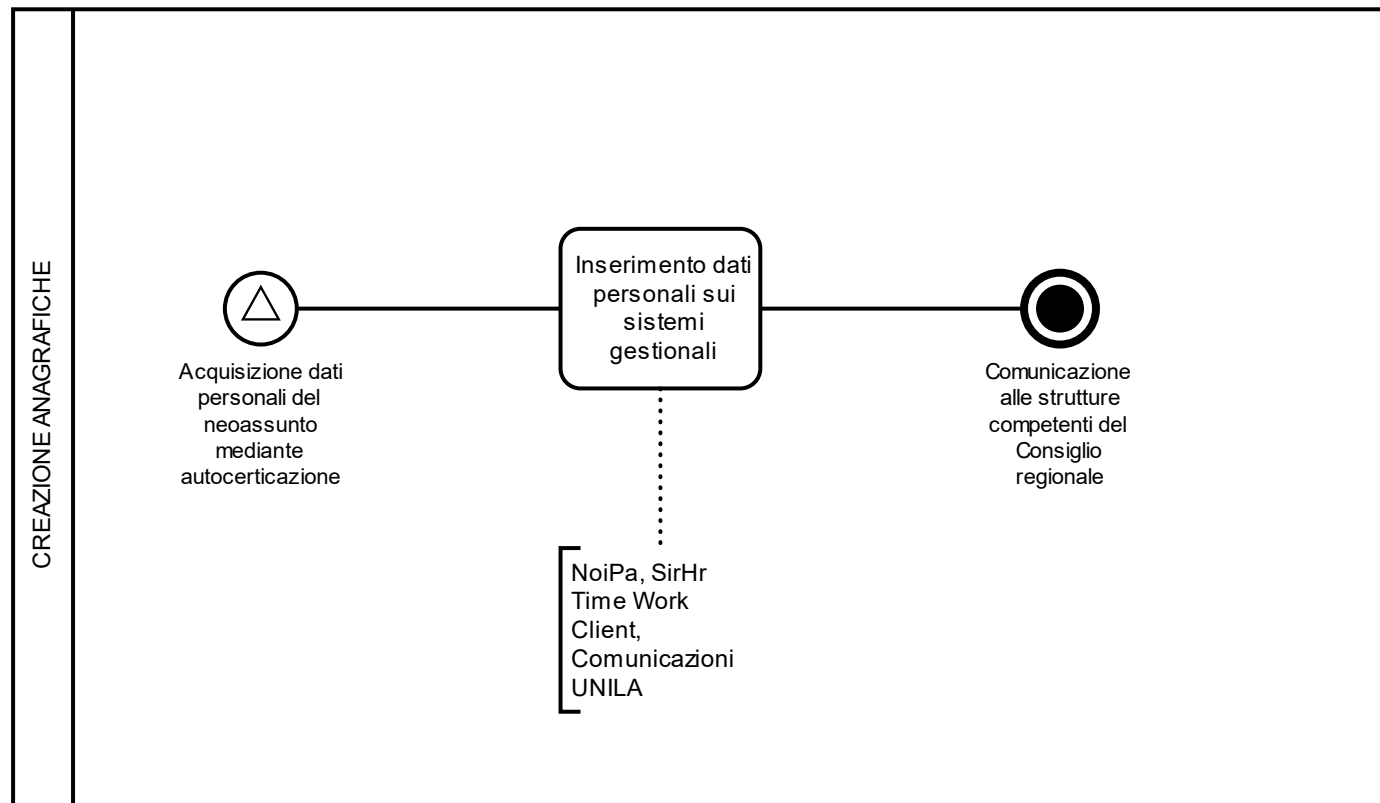 CREAZIONE ANAGRAFICHE
Acquisizione dati
personali del
neoassunto
mediante
autocerticazione
Inserimento dati
personali sui
sistemi
gestionali
Comunicazione
alle strutture
competenti del
Consiglio
regionale
NoiPa, SirHr
Time Work
Client,
Comunicazioni
UNILA